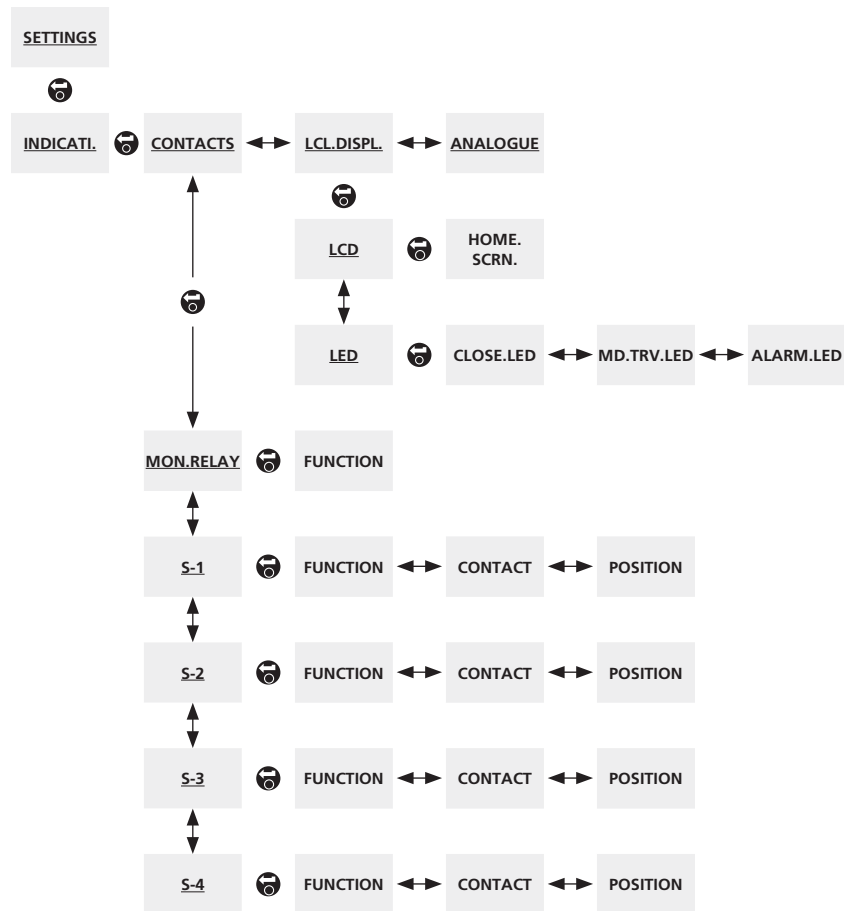 SETTINGS
INDICATI.
CONTACTS
LCL.DISPL.
ANALOGUE
LCD
HOME.
SCRN.
LED
CLOSE.LED
MD.TRV.LED
ALARM.LED
MON.RELAY
FUNCTION
S-1
FUNCTION
CONTACT
POSITION
S-2
FUNCTION
CONTACT
POSITION
S-3
FUNCTION
CONTACT
POSITION
S-4
FUNCTION
CONTACT
POSITION